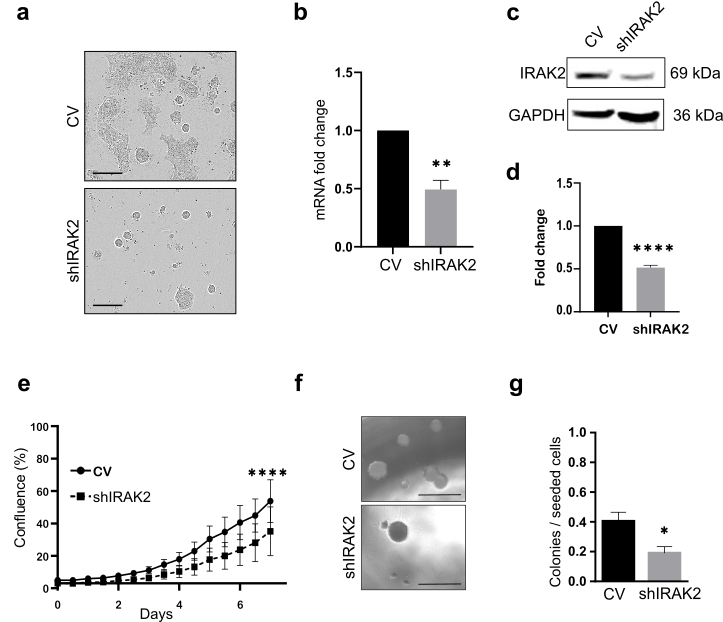 a
CV
shIRAK2
b
mRNA fold change
1.5
1.0
0.5
0.0
**
CV shIRAK2
c
CV shIRAK2
IRAK2 69 kDa
GAPDH 36 kDa
d
Fold change
1.5
1.0
0.5
0.0
****
CV shIRAK2
e
Confluence (%)
100
80
60
40
20
0
CV
shIRAK2
****
0 2 4 6
Days
f
CV
shIRAK2
g
Colonies / seeded cells
1.0
0.8
0.6
0.4
0.2
0.0
*
CV shIRAK2